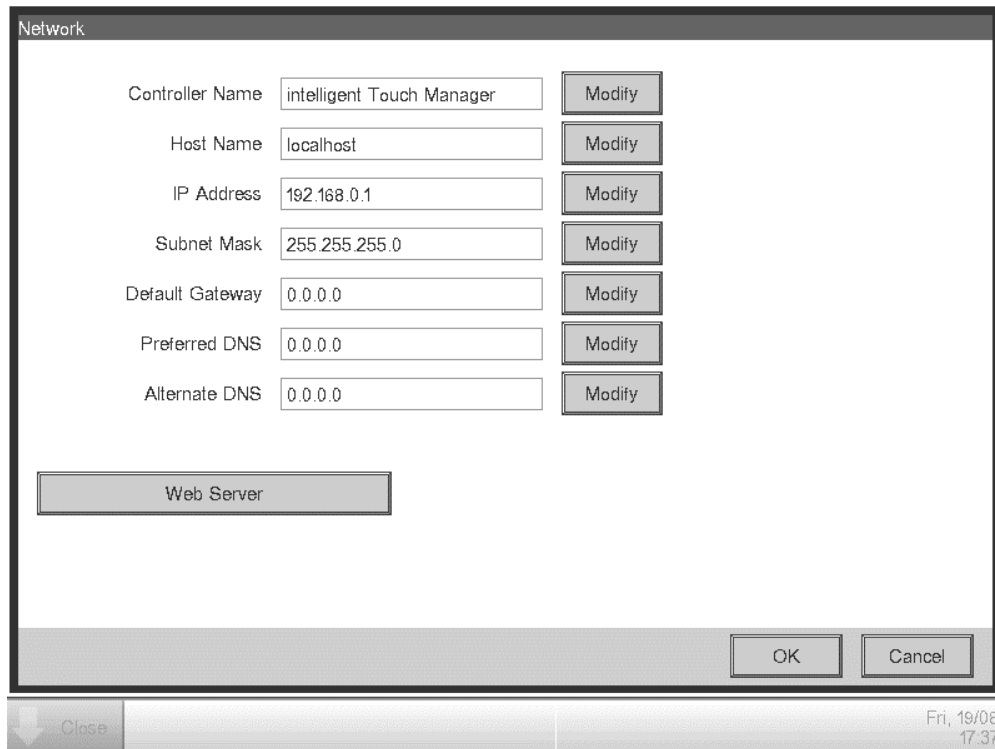 Network
Controller Name intelligent Touch Manager Modify
Host Name localhost Modify
IP Address 192.168.0.1 Modify
Subnet Mask 255.255.255.0 Modify
Default Gateway 0.0.0.0 Modify
Preferred DNS 0.0.0.0 Modify
Alternate DNS 0.0.0.0 Modify
Web Server
OK Cancel
Close Fri, 19/08
17:37